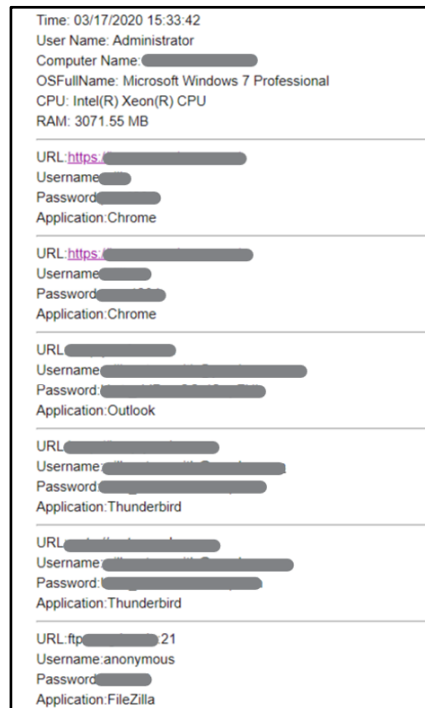 Time: 03/17/2020 15:33:42
User Name: Administrator
Computer Name:
OSFullName: Microsoft Windows 7 Professional
CPU: Intel(R) Xeon(R) CPU
RAM: 3071.55 MB
URL:https:/
Username
Password
Application:Chrome
URL:https:/
Username
Password
Application:Chrome
URL
Username
Password:
Application:Outlook
URL
Username:
Password:
Application:Thunderbird
URL
Username:
Password:
Application:Thunderbird
URL:ftp 21
Username:anonymous
Password
Application:FileZilla